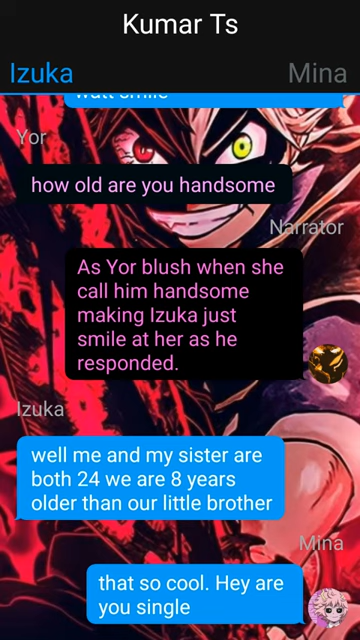 Kumar Ts
Izuka
Mina
watt smile
Yor
how old are you handsome
Narrator
As Yor blush when she
call him handsome
making Izuka just
smile at her as he
responded.
Izuka
well me and my sister are
both 24 we are 8 years
older than our little brother
Mina
that so cool. Hey are
you single